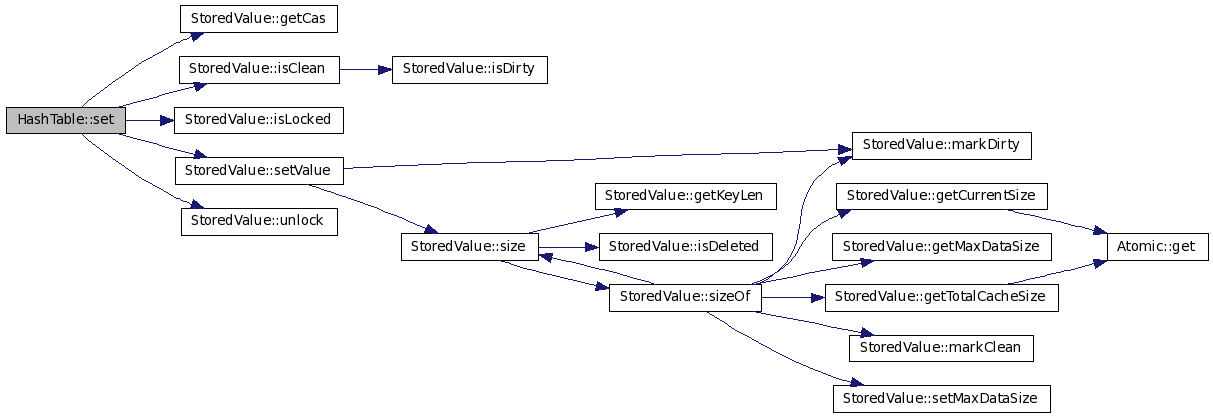 HashTable::set
StoredValue::getCas
StoredValue::isClean
StoredValue::isDirty
StoredValue::isLocked
StoredValue::setValue
StoredValue::unlock
StoredValue::size
StoredValue::getKeyLen
StoredValue::isDeleted
StoredValue::sizeOf
StoredValue::markDirty
StoredValue::getCurrentSize
StoredValue::getMaxDataSize
StoredValue::getTotalCacheSize
StoredValue::markClean
StoredValue::setMaxDataSize
Atomic::get